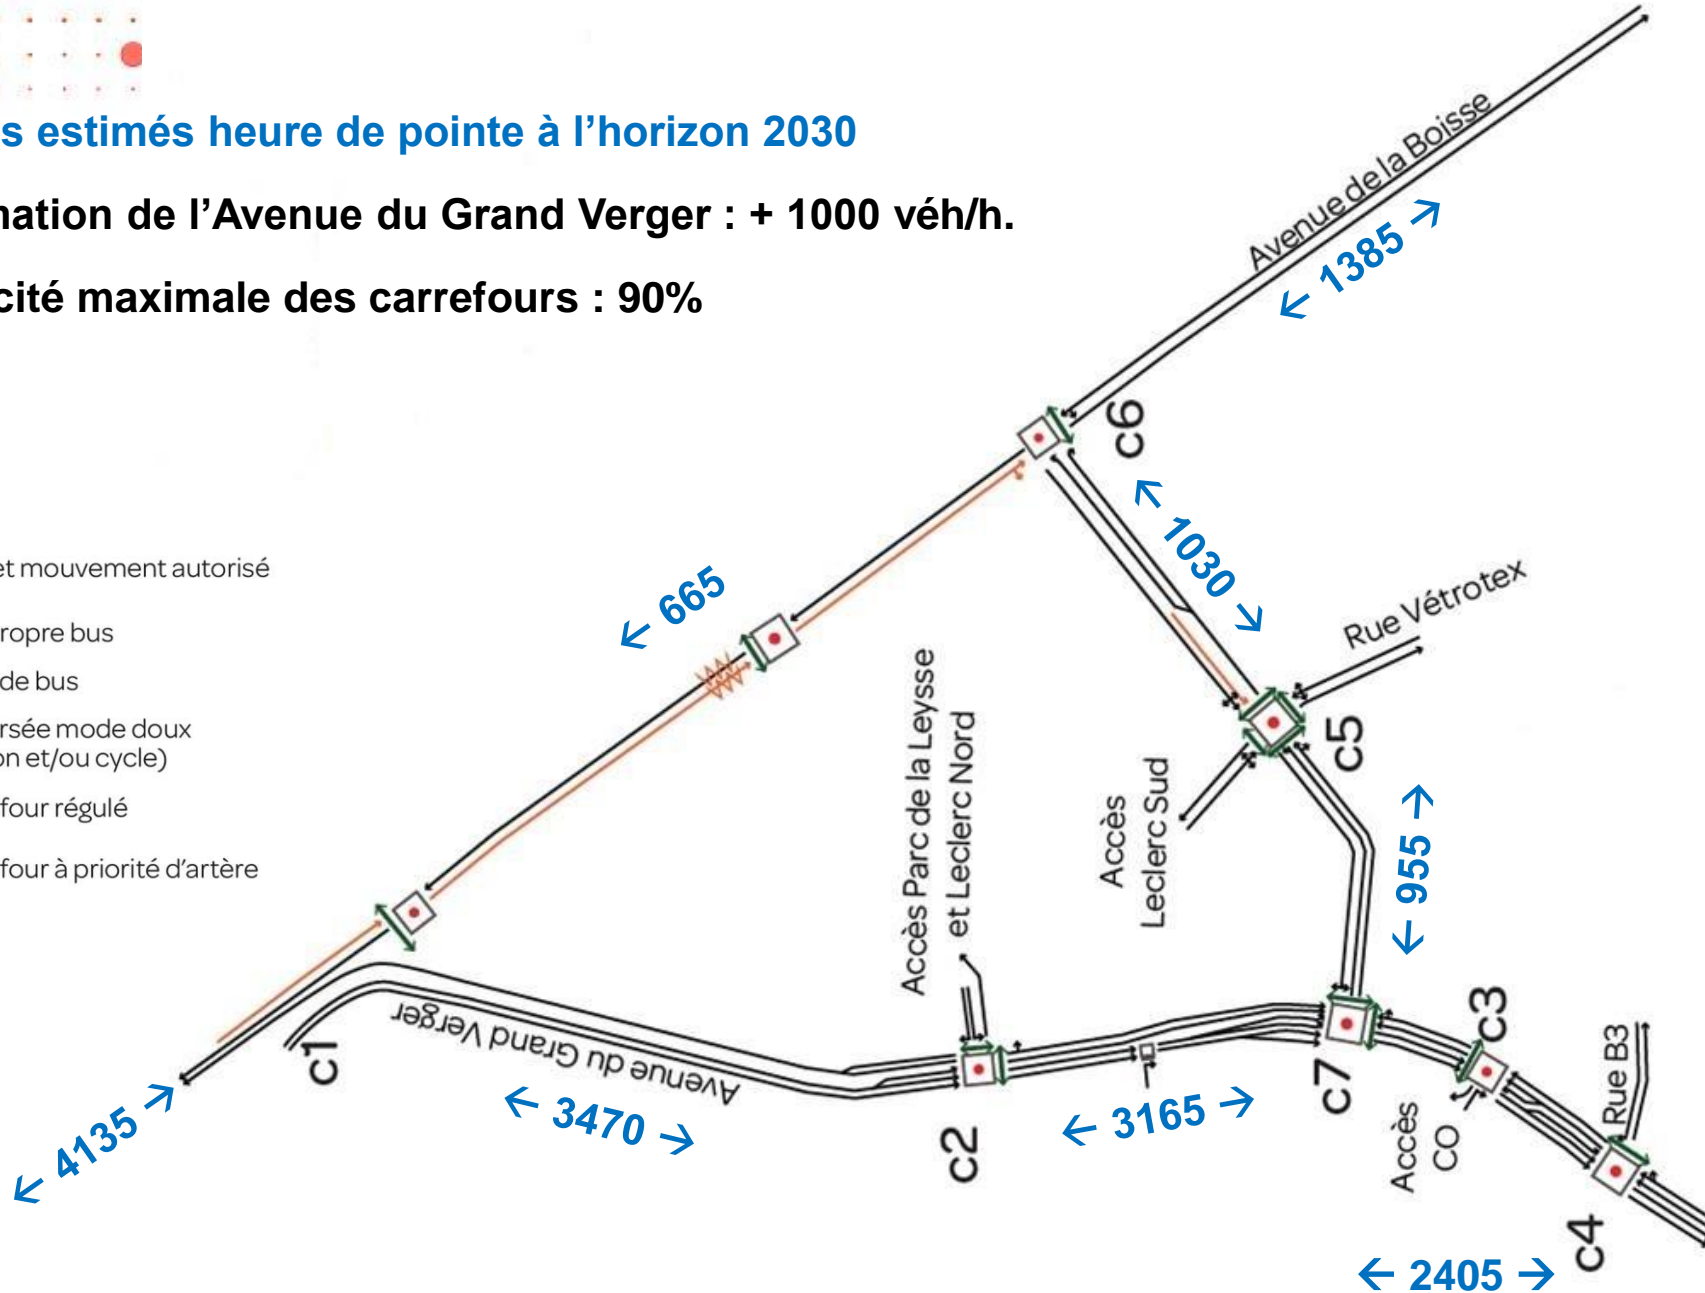 s estimés heure de pointe à l’horizon 2030
nation de l’Avenue du Grand Verger : + 1000 véh/h.
cité maximale des carrefours : 90%
Avenue de la Boisse
← 1385 →
c6
← 1030 →
et mouvement autorisé
← 665
Rue Vétrotex
ropre bus
de bus
rsée mode doux
on et/ou cycle)
four régulé
four à priorité d’artère
Accès Parc de la Leysse
et Leclerc Nord
Accès
Leclerc Sud
c5
← 955 →
Avenue du Grand Verger
c1
← 4135 →
← 3470 →
c2
← 3165 →
c7
c3
Accès
CO
Rue B3
c4
← 2405 →